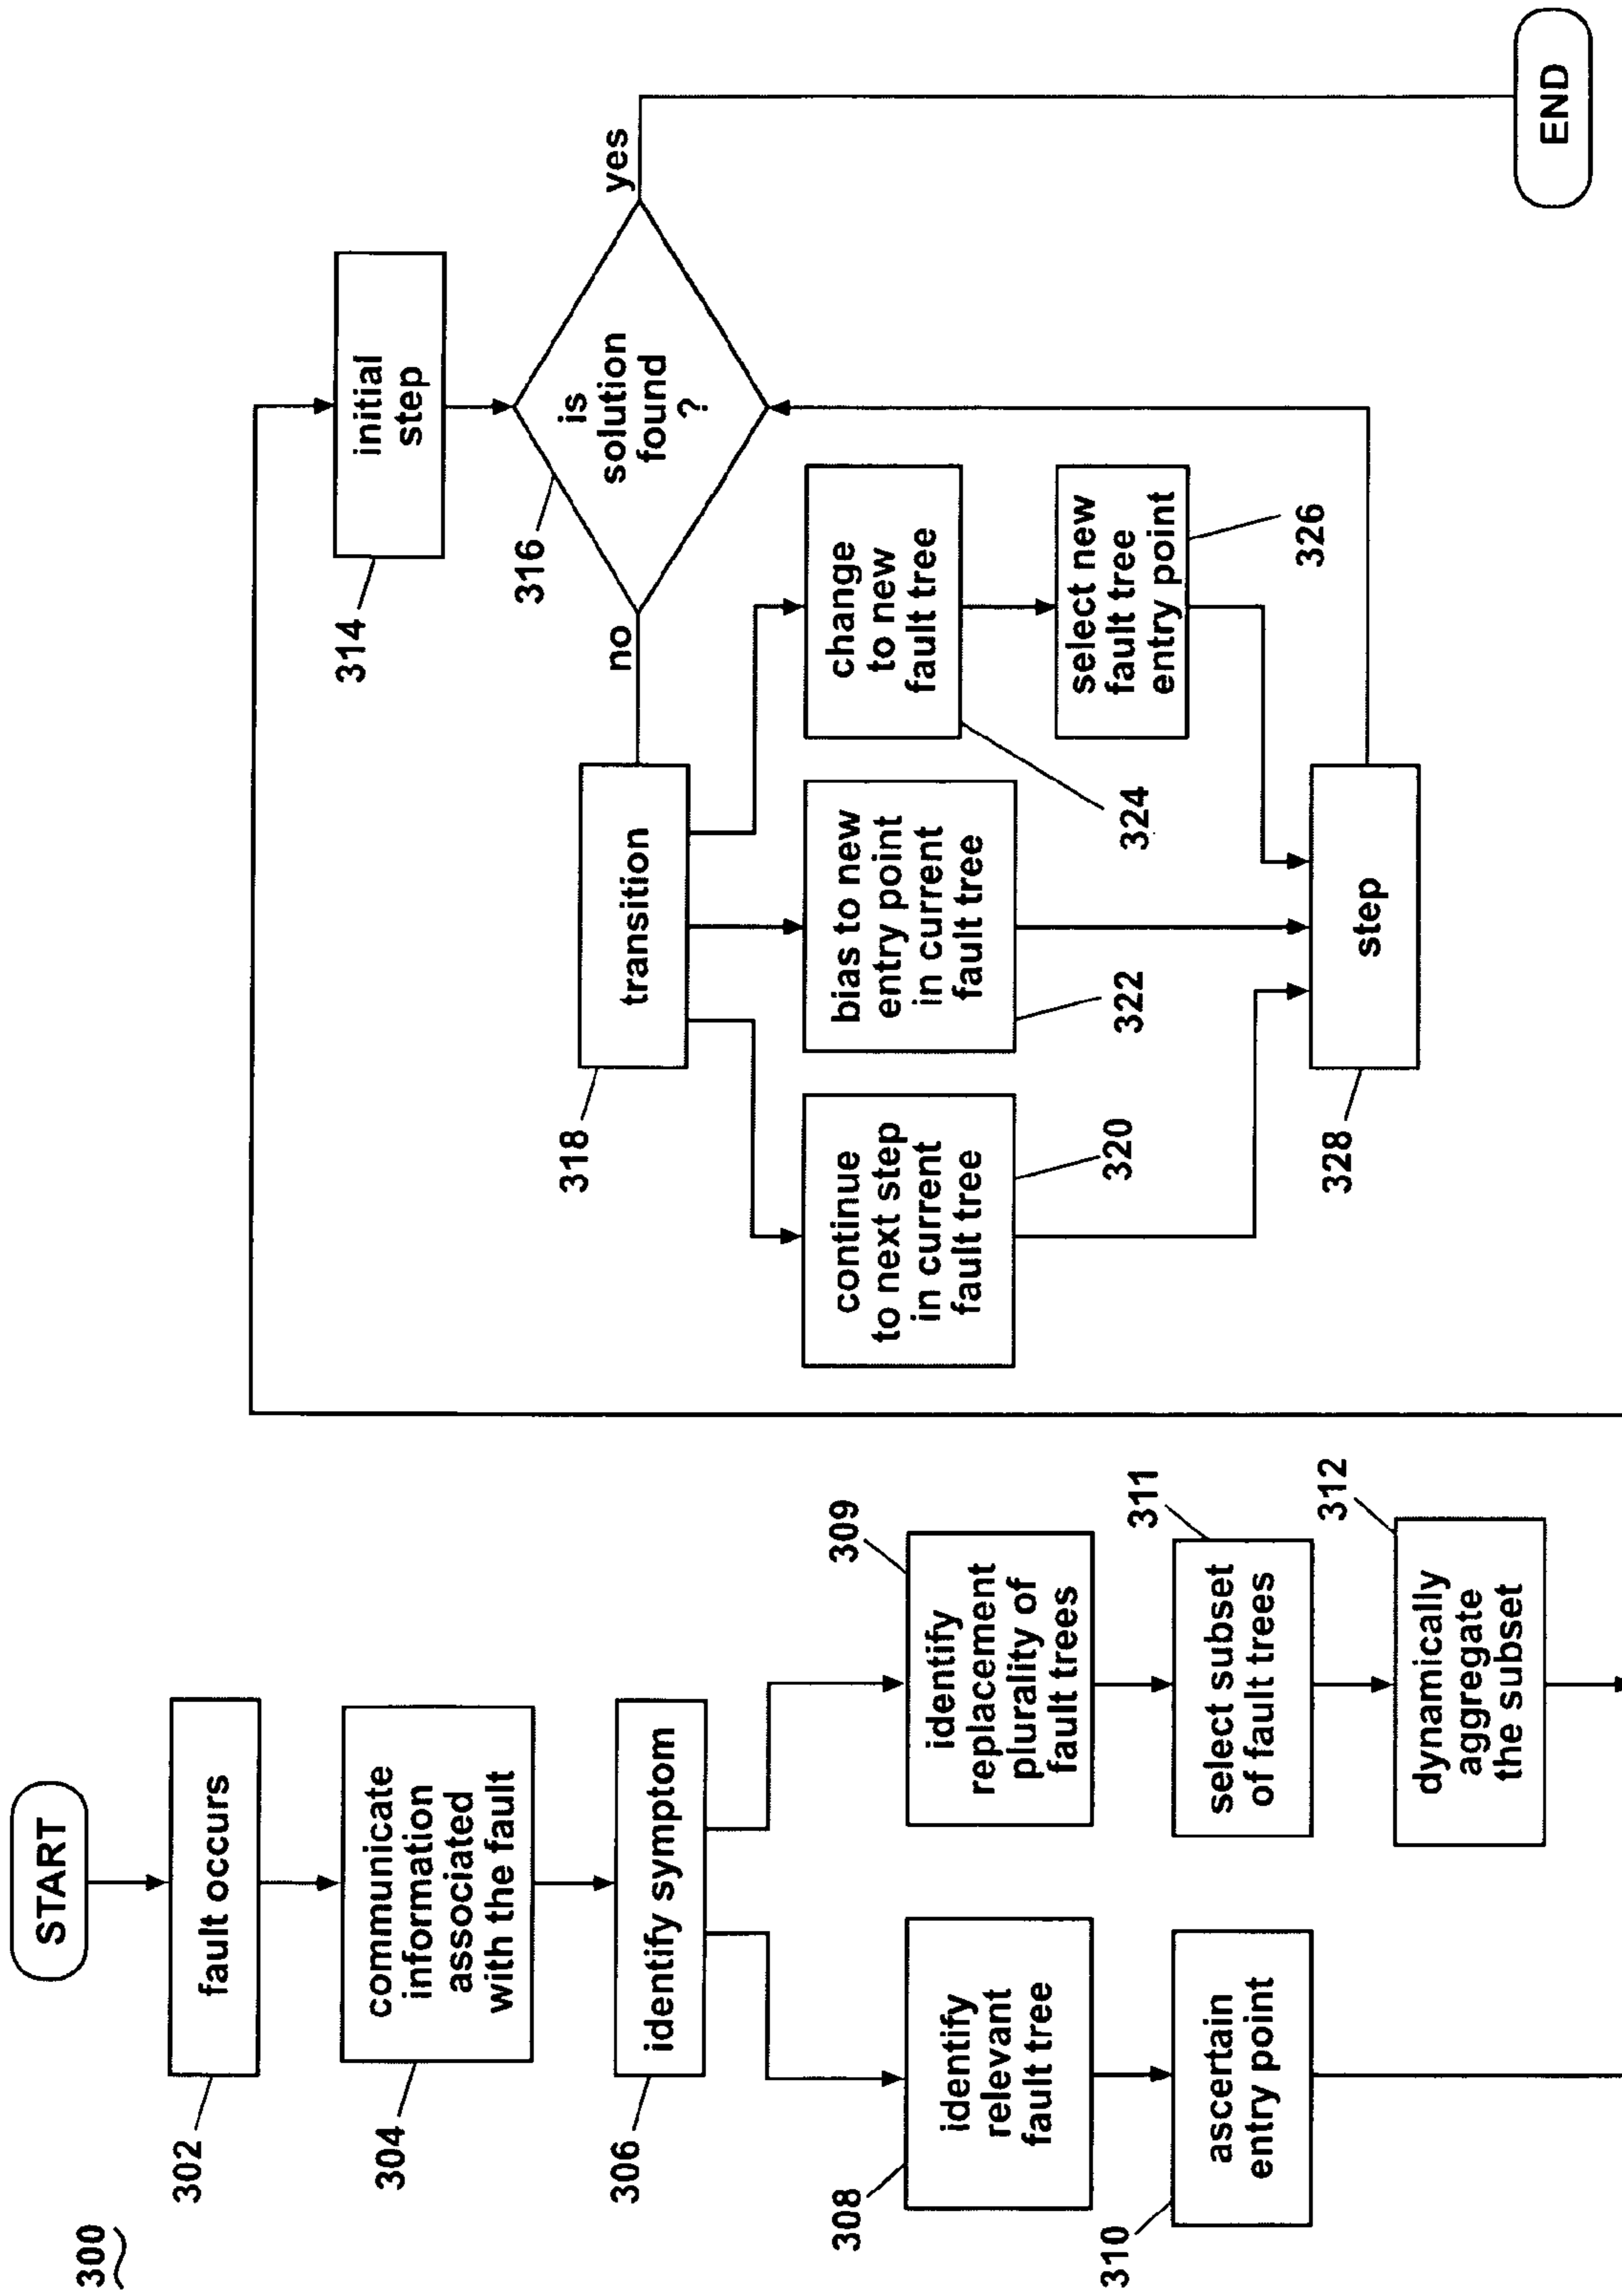 300
START
302
fault occurs
304
communicate
information
associated
with the fault
306
identify symptom
308
identify
relevant
fault tree
310
ascertain
entry point
309
identify
replacement
plurality of
fault trees
311
select subset
of fault trees
312
dynamically
aggregate
the subset
314
initial
step
316
is
solution
found
?
yes
no
318
transition
320
continue
to next step
in current
fault tree
322
bias to new
entry point
in current
fault tree
324
change
to new
fault tree
326
select new
fault tree
entry point
328
step
END